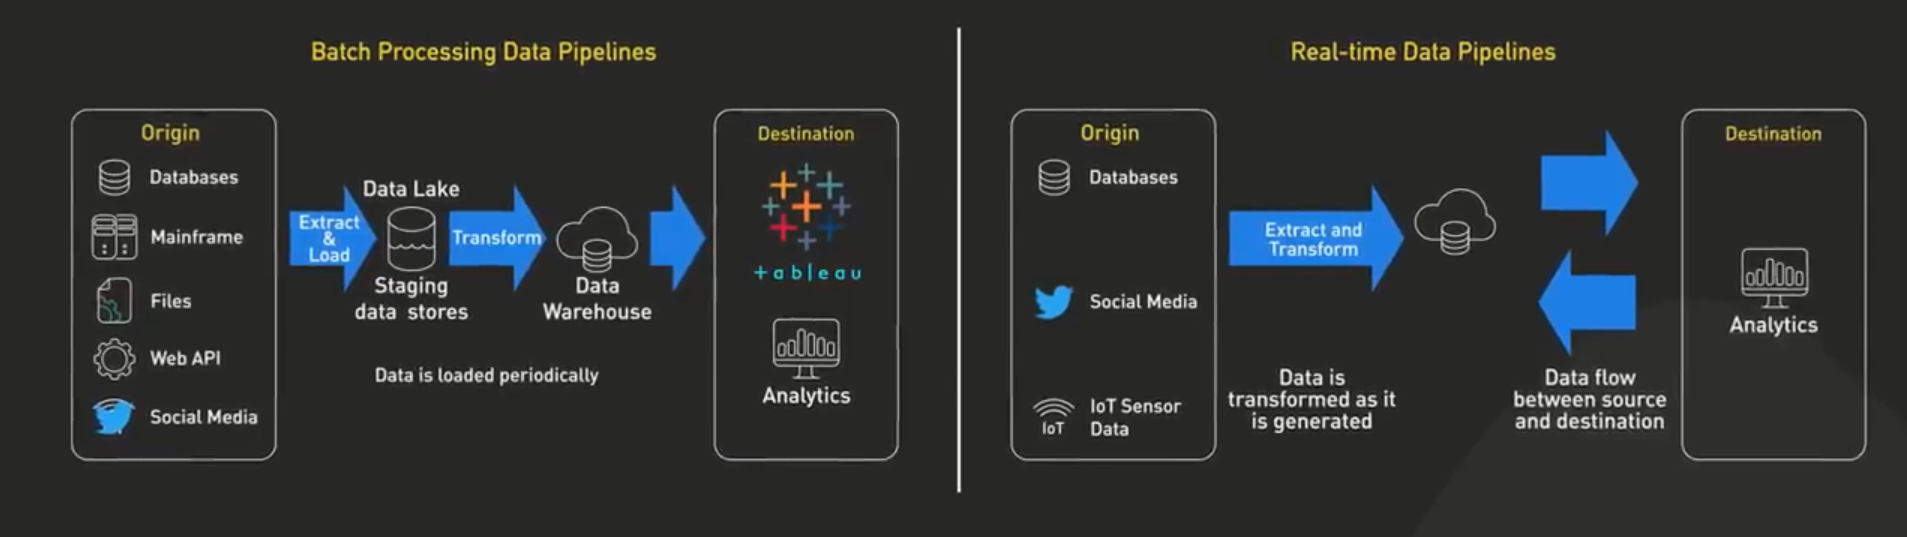 Batch Processing Data Pipelines
Origin
Databases
Mainframe
Files
Web API
Social Media
Extract
&
Load
Data Lake
Staging
data stores
Transform
Data
Warehouse
Data is loaded periodically
Destination
+ableau
Analytics
Real-time Data Pipelines
Origin
Databases
Social Media
IoT
IoT Sensor
Data
Extract and
Transform
Data is
transformed as it
is generated
Data flow
between source
and destination
Destination
Analytics